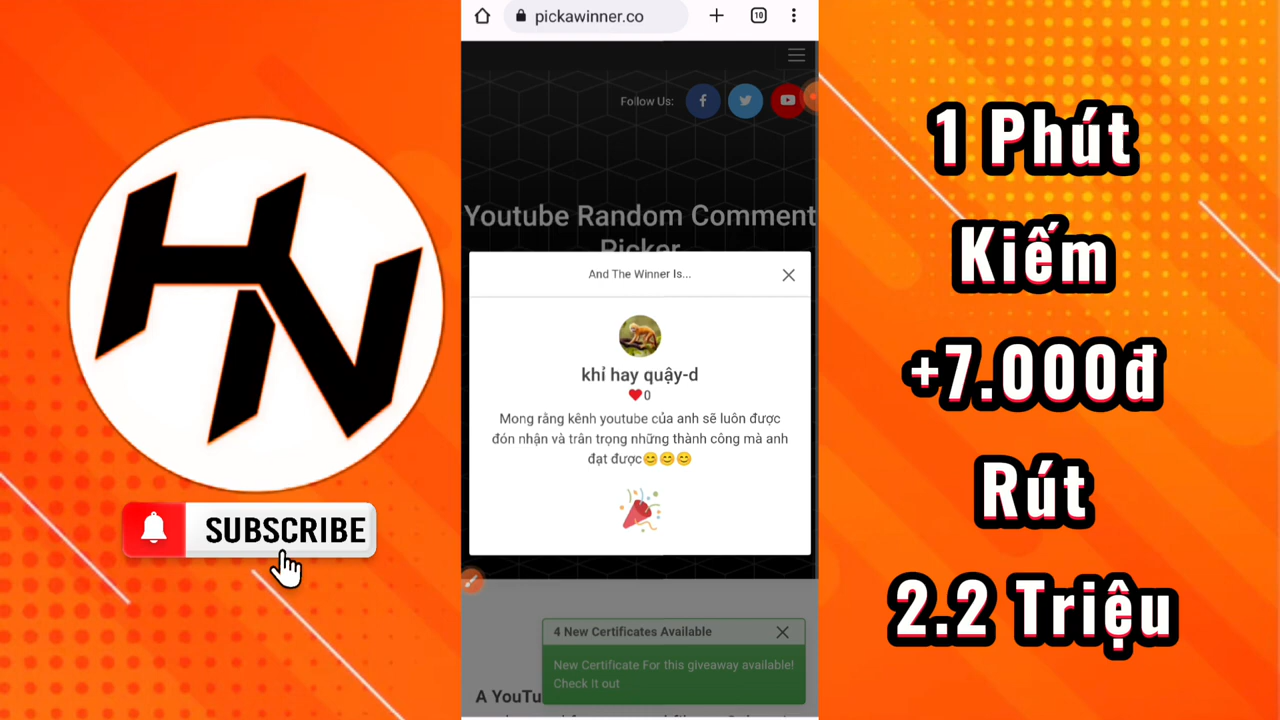 HN
SUBSCRIBE
pickawinner.co
10
Follow Us:
Youtube Random Comment
Picker
And The Winner Is...
khỉ hay quậy-d
0
Mong rằng kênh youtube của anh sẽ luôn được
đón nhận và trân trọng những thành công mà anh
đạt được😊😊😊
4 New Certificates Available
New Certificate For this giveaway available!
Check It out
A YouTu
1 Phút
Kiếm
+7.000đ
Rút
2.2 Triệu